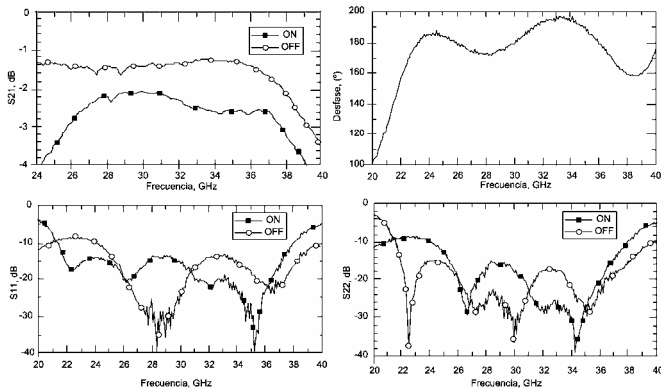 0
-1
-2
-3
-4
S21, dB
ON
OFF
24 26 28 30 32 34 36 38 40
Frecuencia, GHz
200
180
160
140
120
100
Desfase, (º)
20 22 24 26 28 30 32 34 36 38 40
Frecuencia, GHz
0
-10
-20
-30
-40
S11, dB
ON
OFF
20 22 24 26 28 30 32 34 36 38 40
Frecuencia, GHz
0
-10
-20
-30
-40
S22, dB
ON
OFF
20 22 24 26 28 30 32 34 36 38 40
Frecuencia, GHz